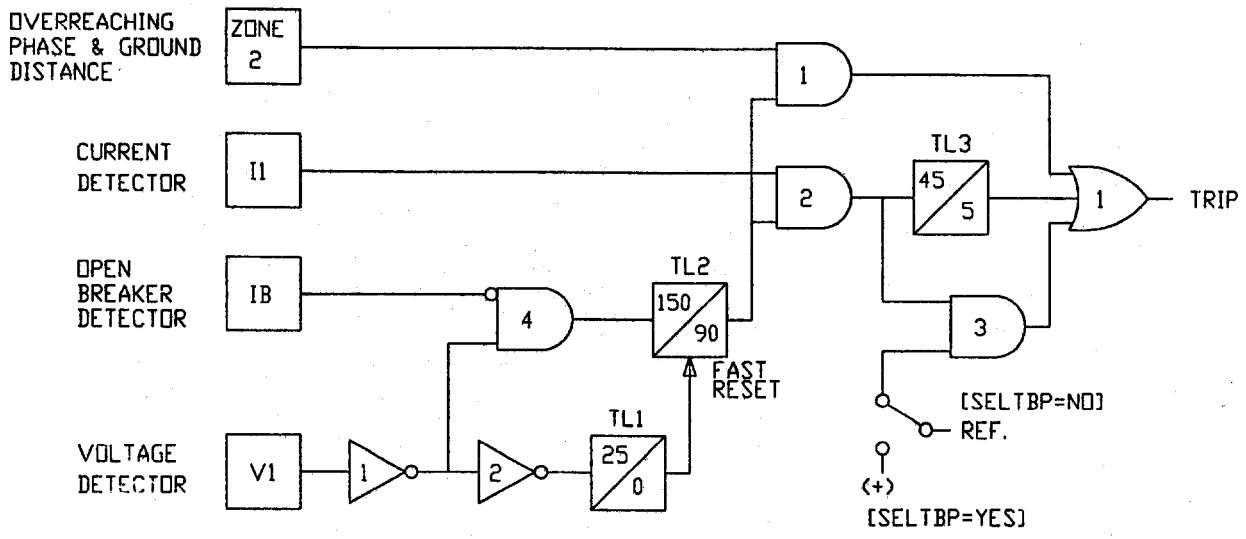 OVERREACHING
PHASE & GROUND
DISTANCE
ZONE
2
1
CURRENT
DETECTOR
I1
2
TL3
45
5
1
TRIP
OPEN
BREAKER
DETECTOR
IB
4
TL2
150
90
FAST
RESET
3
[SELTBP=NO]
REF.
VOLTAGE
DETECTOR
V1
1
2
TL1
25
0
(+)
[SELTBP=YES]